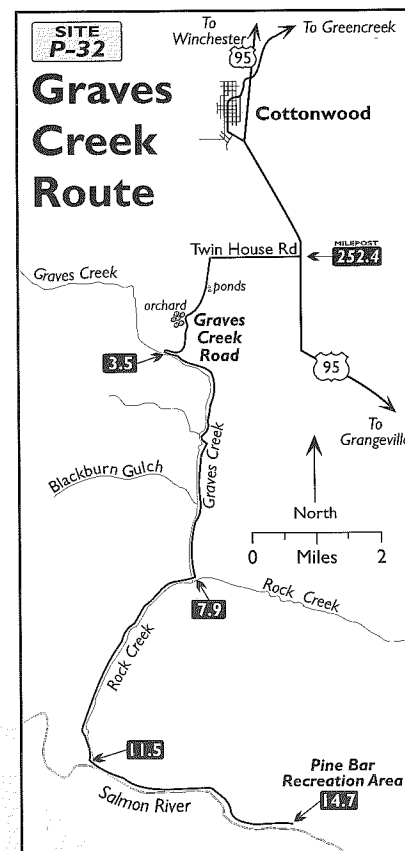 SITE
P-32
Graves
Creek
Route
To
Winchester
To Greencreek
95
Cottonwood
Twin House Rd
MILEPOST
252.4
Graves Creek
ponds
orchard
Graves
Creek
Road
3.5
95
To
Grangeville
Graves Creek
Blackburn Gulch
North
0 Miles 2
Rock Creek
7.9
Rock Creek
11.5
Pine Bar
Recreation Area
14.7
Salmon River